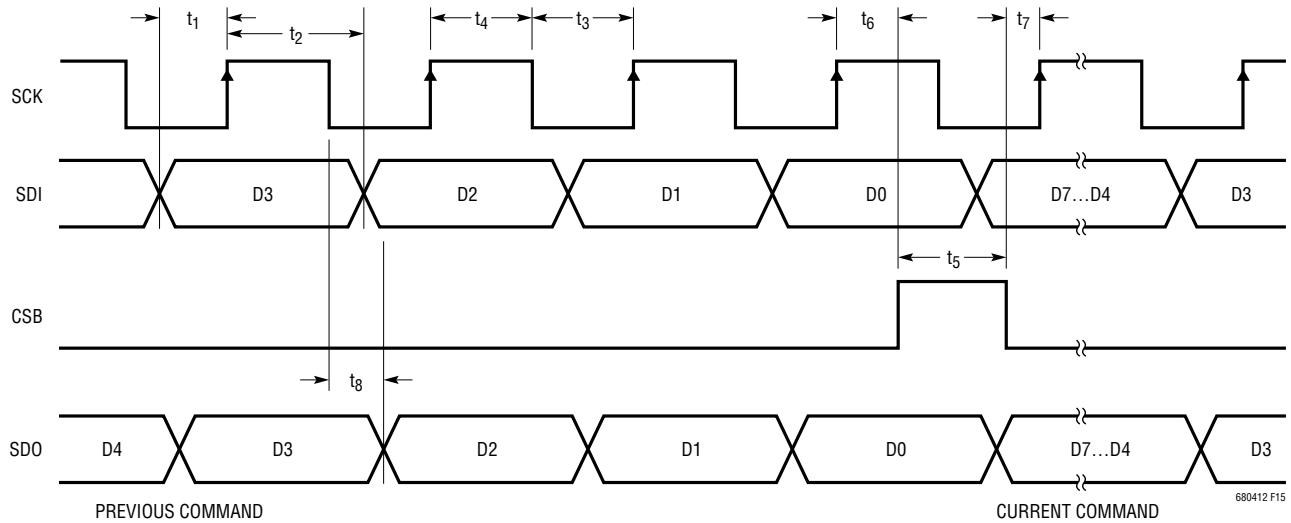 t1 t2 t4 t3 t6 t7
SCK
SDI D3 D2 D1 D0 D7...D4 D3
t5
CSB
t8
SDO D4 D3 D2 D1 D0 D7...D4 D3
680412 F15
PREVIOUS COMMAND CURRENT COMMAND